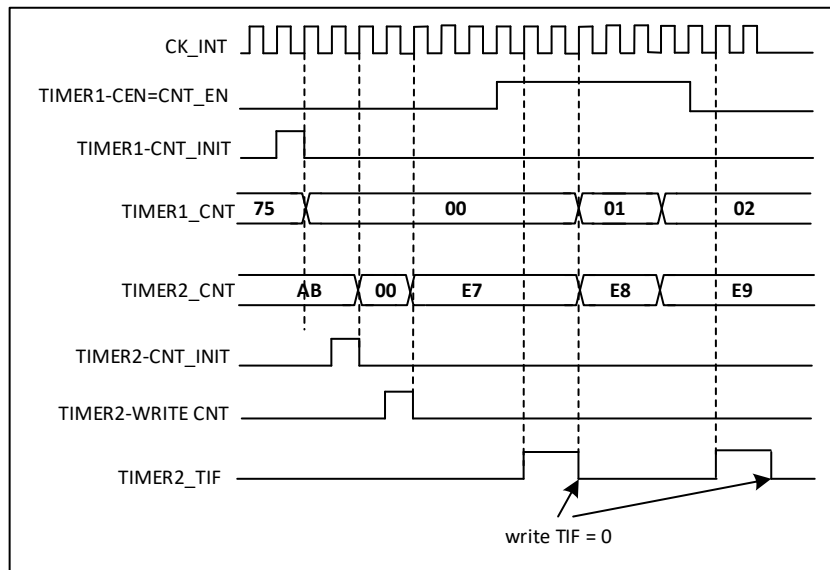 CK_INT
TIMER1-CEN=CNT_EN
TIMER1-CNT_INIT
TIMER1_CNT 75 00 01 02
TIMER2_CNT AB 00 E7 E8 E9
TIMER2-CNT_INIT
TIMER2-WRITE CNT
TIMER2_TIF
write TIF = 0